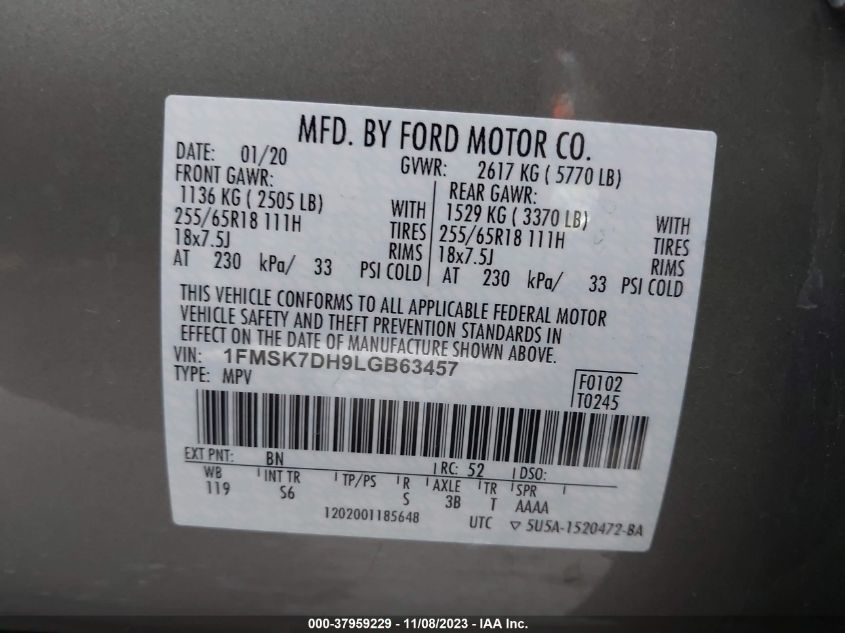 MFD. BY FORD MOTOR CO.
DATE: 01/20
GVWR: 2617 KG ( 5770 LB)
FRONT GAWR:
1136 KG ( 2505 LB) WITH
255/65R18 111H TIRES
18x7.5J RIMS
AT 230 kPa/ 33 PSI COLD
REAR GAWR:
1529 KG ( 3370 LB) WITH
255/65R18 111H TIRES
18x7.5J RIMS
AT 230 kPa/ 33 PSI COLD
THIS VEHICLE CONFORMS TO ALL APPLICABLE FEDERAL MOTOR
VEHICLE SAFETY AND THEFT PREVENTION STANDARDS IN
EFFECT ON THE DATE OF MANUFACTURE SHOWN ABOVE.
VIN: 1FMSK7DH9LGB63457
TYPE: MPV
F0102
T0245
EXT PNT: BN RC: 52 DSO:
WB INT TR TP/PS R AXLE TR SPR
119 S6 S 3B T AAAA
1202001185648 UTC ▽ 5U5A-1520472-BA
000-37959229 - 11/08/2023 - IAA Inc.